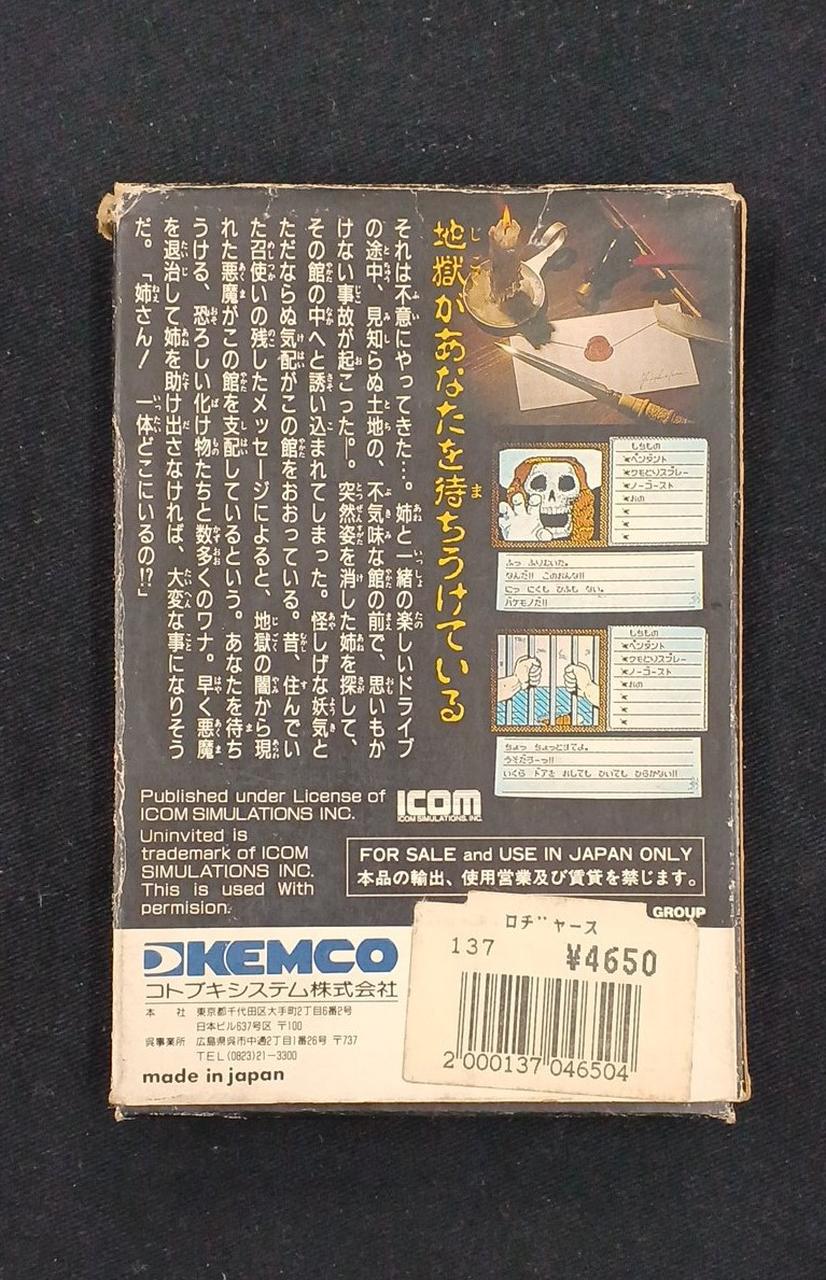 地獄があなたを待ちうけている
それは不意にやってきた…。姉と一緒の楽しいドライブ
の途中、見知らぬ土地の、不気味な館の前で、思いもか
けない事故が起こった―。突然姿を消した姉を探して、
その館の中へと誘い込まれてしまった。怪しげな妖気と
ただならぬ気配がこの館をおおっている。昔、住んでい
た召使いの残したメッセージによると、地獄の闇から現
れた悪魔がこの館を支配しているという。あなたを待ち
うける、恐ろしい化け物たちと数多くのワナ。早く悪魔
を退治して姉を助け出さなければ、大変な事になりそう
だ。「姉さん! 一体どこにいるの!?」
もちもの
ペンダント
クモとりスプレー
ノーゴースト
おの
ふっ ふりむいた。
なんだ!! このおんな!!
にっ にくも ひふも ない。
バケモノだ!!
もちもの
ペンダント
クモとりスプレー
ノーゴースト
おの
ちょっ ちょっとまてよ。
うそだろーっ!!
いくら ドアを おしても ひいても ひらかない!!
Published under License of
ICOM SIMULATIONS INC.
ICOM
ICOM SIMULATIONS, INC.
Uninvited is
trademark of ICOM
SIMULATIONS INC.
This is used With
permision.
FOR SALE and USE IN JAPAN ONLY
本品の輸出、使用営業及び賃貸を禁じます。
GROUP
KEMCO
コトブキシステム株式会社
本 社 東京都千代田区大手町2丁目6番2号
日本ビル637号区 〒100
呉事業所 広島県呉市中通2丁目1番26号 〒737
TEL(0823)21-3300
made in japan
ロヂヤース
137 ¥4650
2 000137 046504